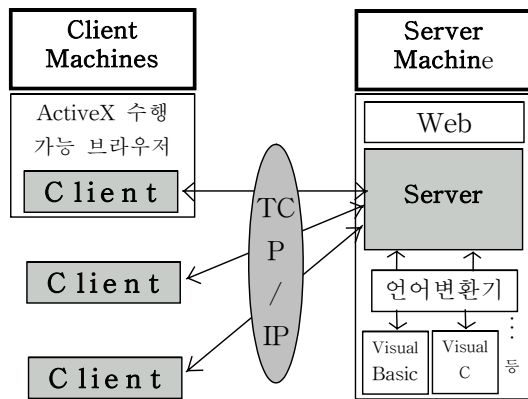 Client
Machines
ActiveX 수행
가능 브라우저
Client
Client
Client
TC
P
/
IP
Server
Machine
Web
Server
언어변환기
Visual
Basic
Visual
C
⋮
등